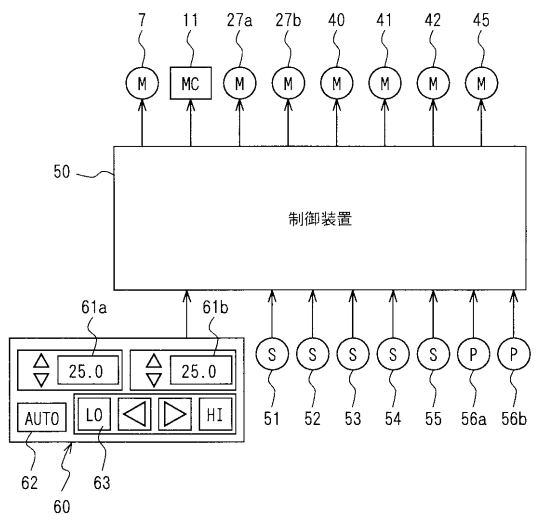 7 11 27a 27b 40 41 42 45
M MC M M M M M M
50
制御装置
61a 61b
25.0 25.0
S S S S S P P
AUTO LO HI
51 52 53 54 55 56a 56b
62 60 63